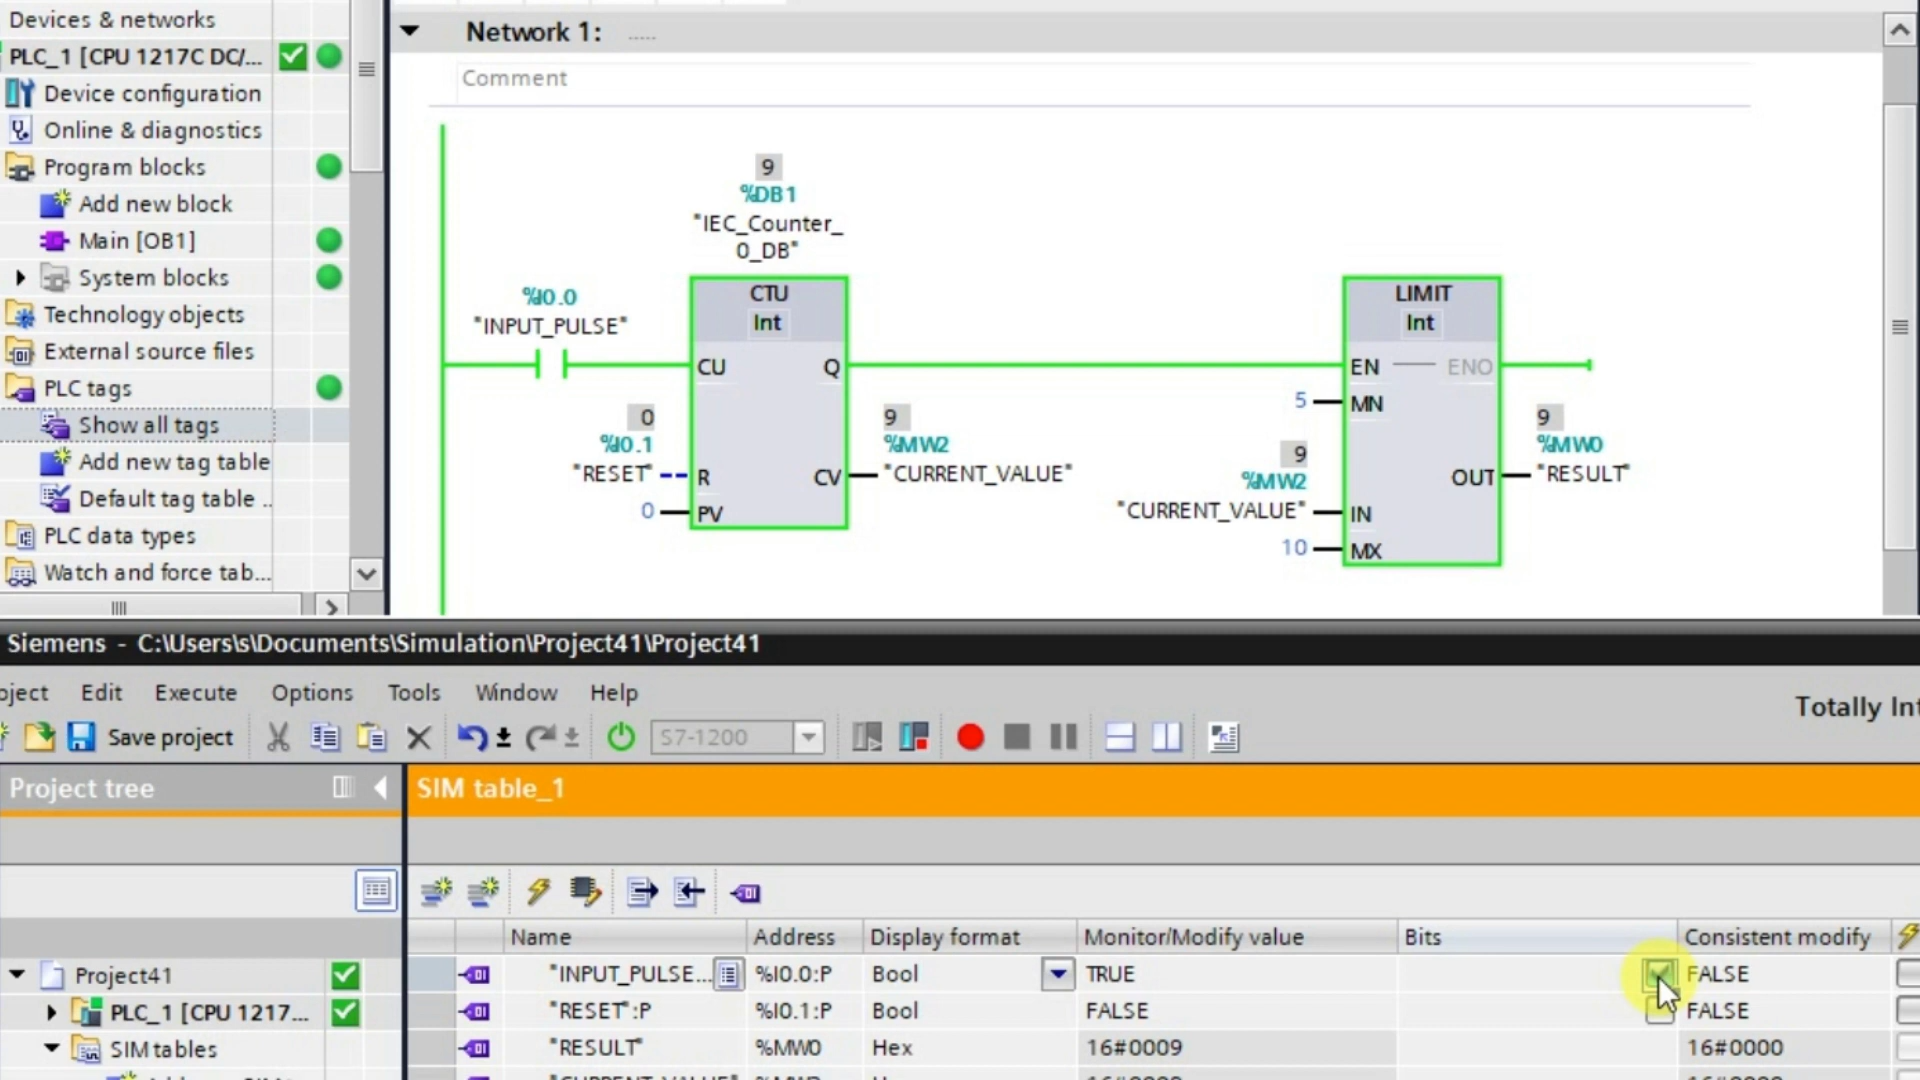 Devices & networks
PLC_1 [CPU 1217C DC/...
Device configuration
Online & diagnostics
Program blocks
Add new block
Main [OB1]
System blocks
Technology objects
External source files
PLC tags
Show all tags
Add new tag table
Default tag table ..
PLC data types
Watch and force tab...
Network 1: .....
Comment
9
%DB1
"IEC_Counter_
0_DB"
CTU
Int
%I0.0
"INPUT_PULSE"
CU Q
0
%I0.1
"RESET" R
0 PV
9
%MW2
CV "CURRENT_VALUE"
LIMIT
Int
EN ENO
5 MN
9
%MW2
"CURRENT_VALUE" IN
10 MX
9
%MW0
OUT "RESULT"
Siemens - C:\Users\s\Documents\Simulation\Project41\Project41
oject Edit Execute Options Tools Window Help
Totally Int
Save project S7-1200
Project tree
SIM table_1
Name Address Display format Monitor/Modify value Bits Consistent modify
"INPUT_PULSE... %I0.0:P Bool TRUE FALSE
"RESET":P %I0.1:P Bool FALSE FALSE
"RESULT" %MW0 Hex 16#0009 16#0000
Project41
PLC_1 [CPU 1217...
SIM tables